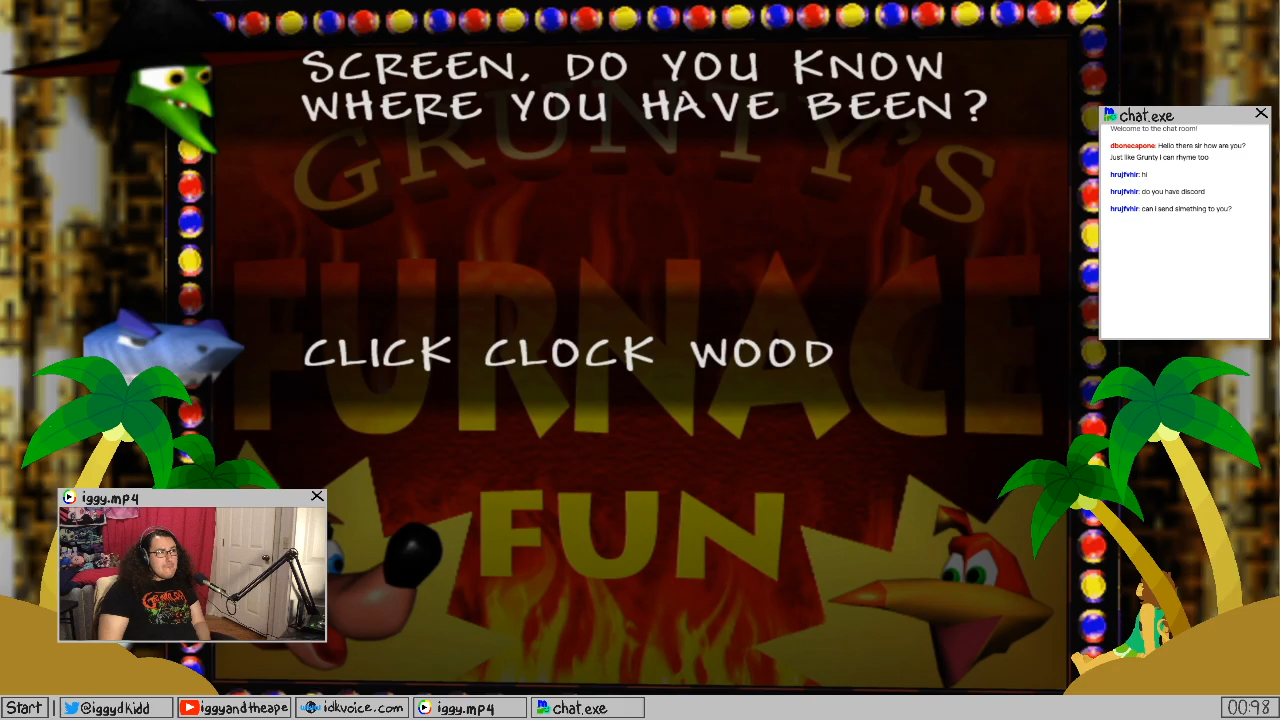 SCREEN, DO YOU KNOW
WHERE YOU HAVE BEEN?
GRUNTY'S
FURNACE
FUN
CLICK CLOCK WOOD
chat.exe
Welcome to the chat room!
dbonecapone: Hello there sir how are you?
Just like Grunty I can rhyme too
hrujfvhir: hi
hrujfvhir: do you have discord
hrujfvhir: can i send simething to you?
iggy.mp4
Start
@iggydkidd
iggyandtheape
idkvoice.com
iggy.mp4
chat.exe
00:98